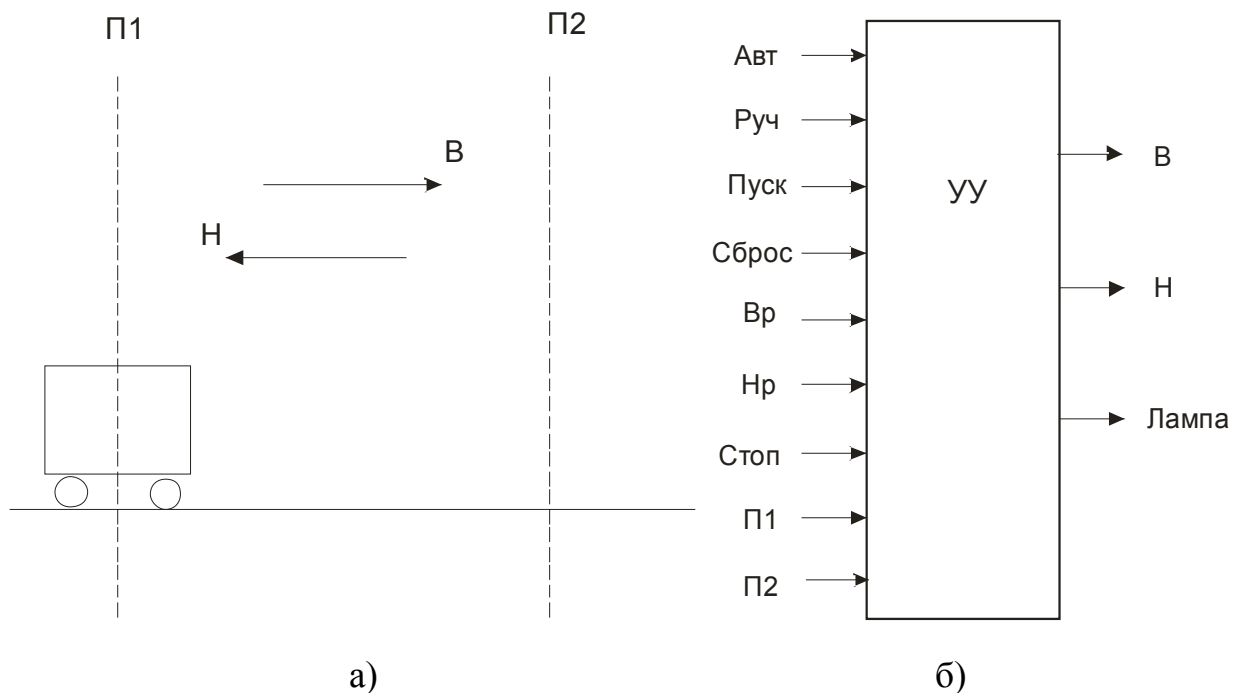 П1
П2
В
Н
а)
Авт
Руч
Пуск
Сброс
Вр
Нр
Стоп
П1
П2
УУ
В
Н
Лампа
б)